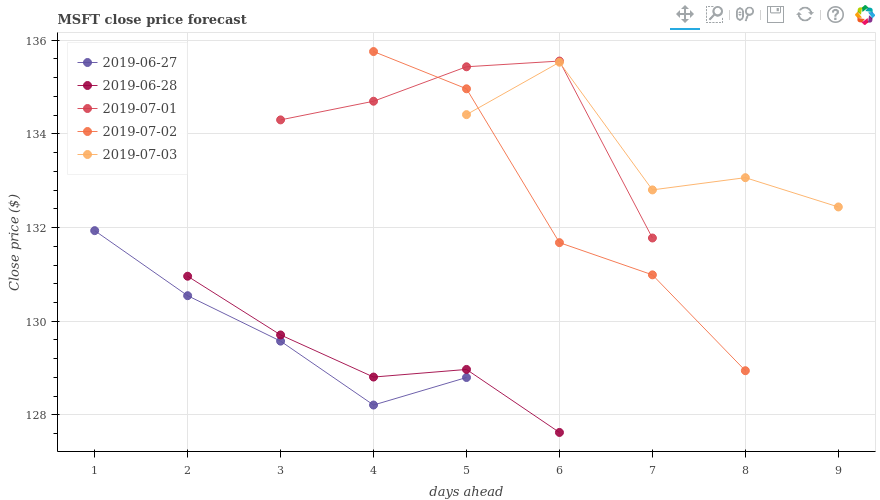 MSFT close price forecast
136
134
132
130
128
Close price ($)
2019-06-27
2019-06-28
2019-07-01
2019-07-02
2019-07-03
1 2 3 4 5 6 7 8 9
days ahead